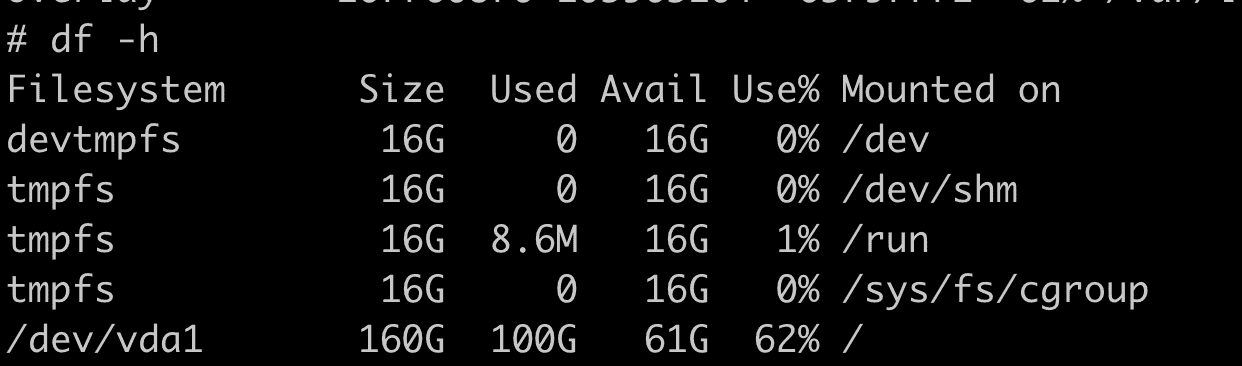 # df -h
Filesystem      Size  Used Avail Use% Mounted on
devtmpfs         16G     0   16G   0% /dev
tmpfs            16G     0   16G   0% /dev/shm
tmpfs            16G  8.6M   16G   1% /run
tmpfs            16G     0   16G   0% /sys/fs/cgroup
/dev/vda1       160G  100G   61G  62% /